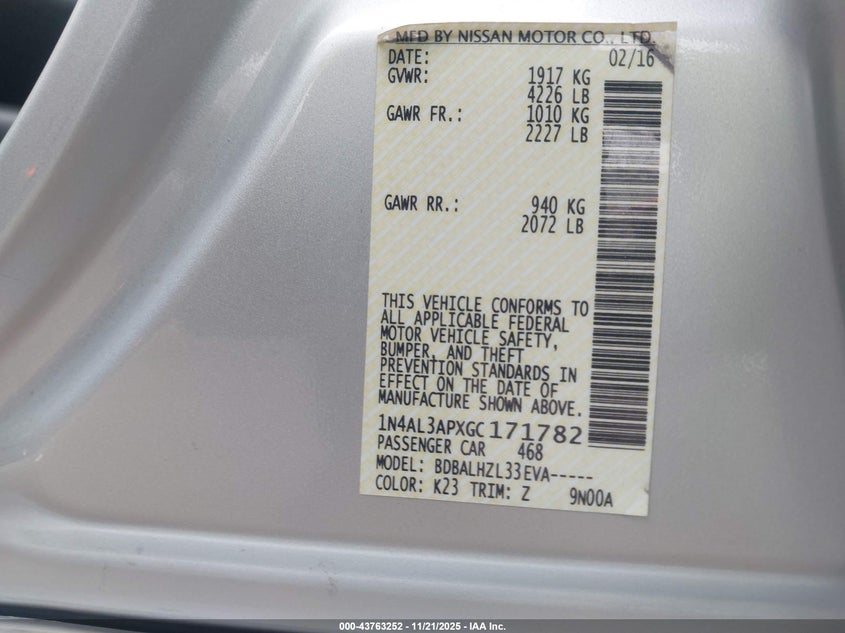 MFD BY NISSAN MOTOR CO., LTD.
DATE: 02/16
GVWR: 1917 KG
4226 LB
GAWR FR.: 1010 KG
2227 LB
GAWR RR.: 940 KG
2072 LB
THIS VEHICLE CONFORMS TO
ALL APPLICABLE FEDERAL
MOTOR VEHICLE SAFETY,
BUMPER, AND THEFT
PREVENTION STANDARDS IN
EFFECT ON THE DATE OF
MANUFACTURE SHOWN ABOVE.
1N4AL3APXGC171782
PASSENGER CAR 468
MODEL: BDBALHZL33EVA-----
COLOR: K23 TRIM: Z 9N00A
000-43763252 - 11/21/2025 - IAA Inc.